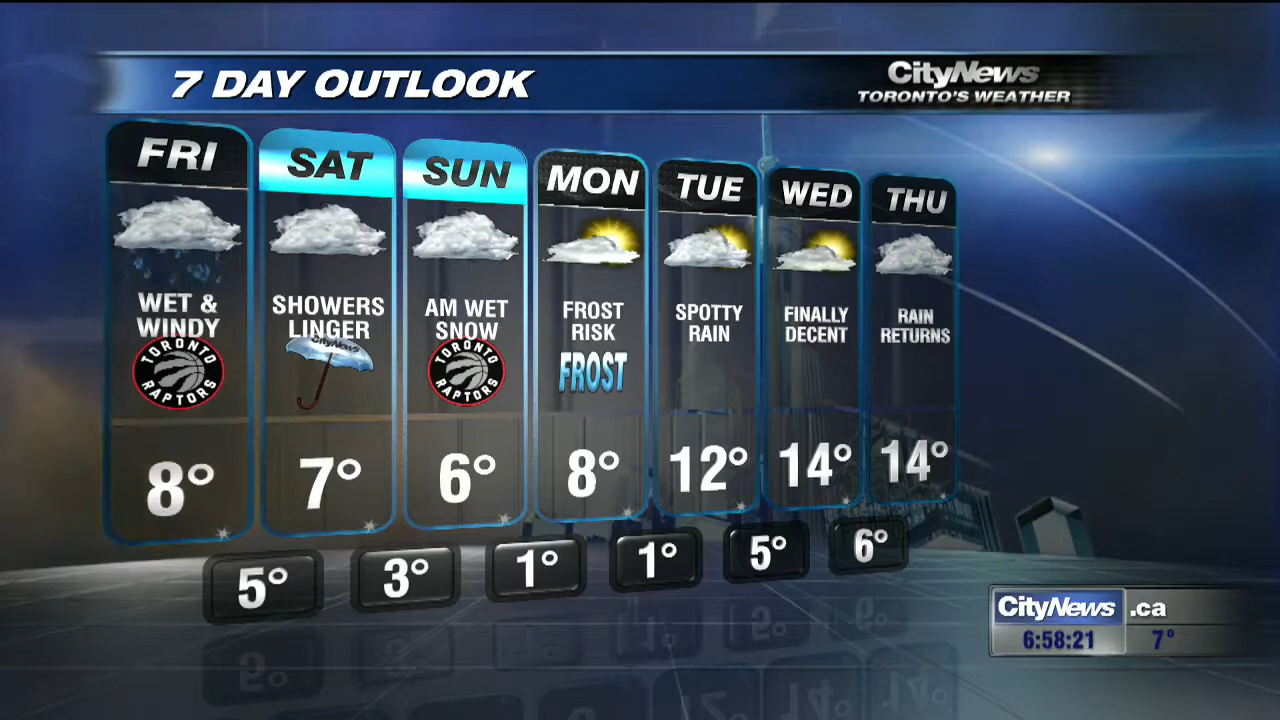 7 DAY OUTLOOK
CityNews
TORONTO'S WEATHER
FRI
WET &
WINDY
TORONTO
RAPTORS
8°
SAT
SHOWERS
LINGER
CityNews
7°
SUN
AM WET
SNOW
TORONTO
RAPTORS
6°
MON
FROST
RISK
FROST
8°
TUE
SPOTTY
RAIN
12°
WED
FINALLY
DECENT
14°
THU
RAIN
RETURNS
14°
5° 3° 1° 1° 5° 6°
CityNews .ca
6:58:21 7°